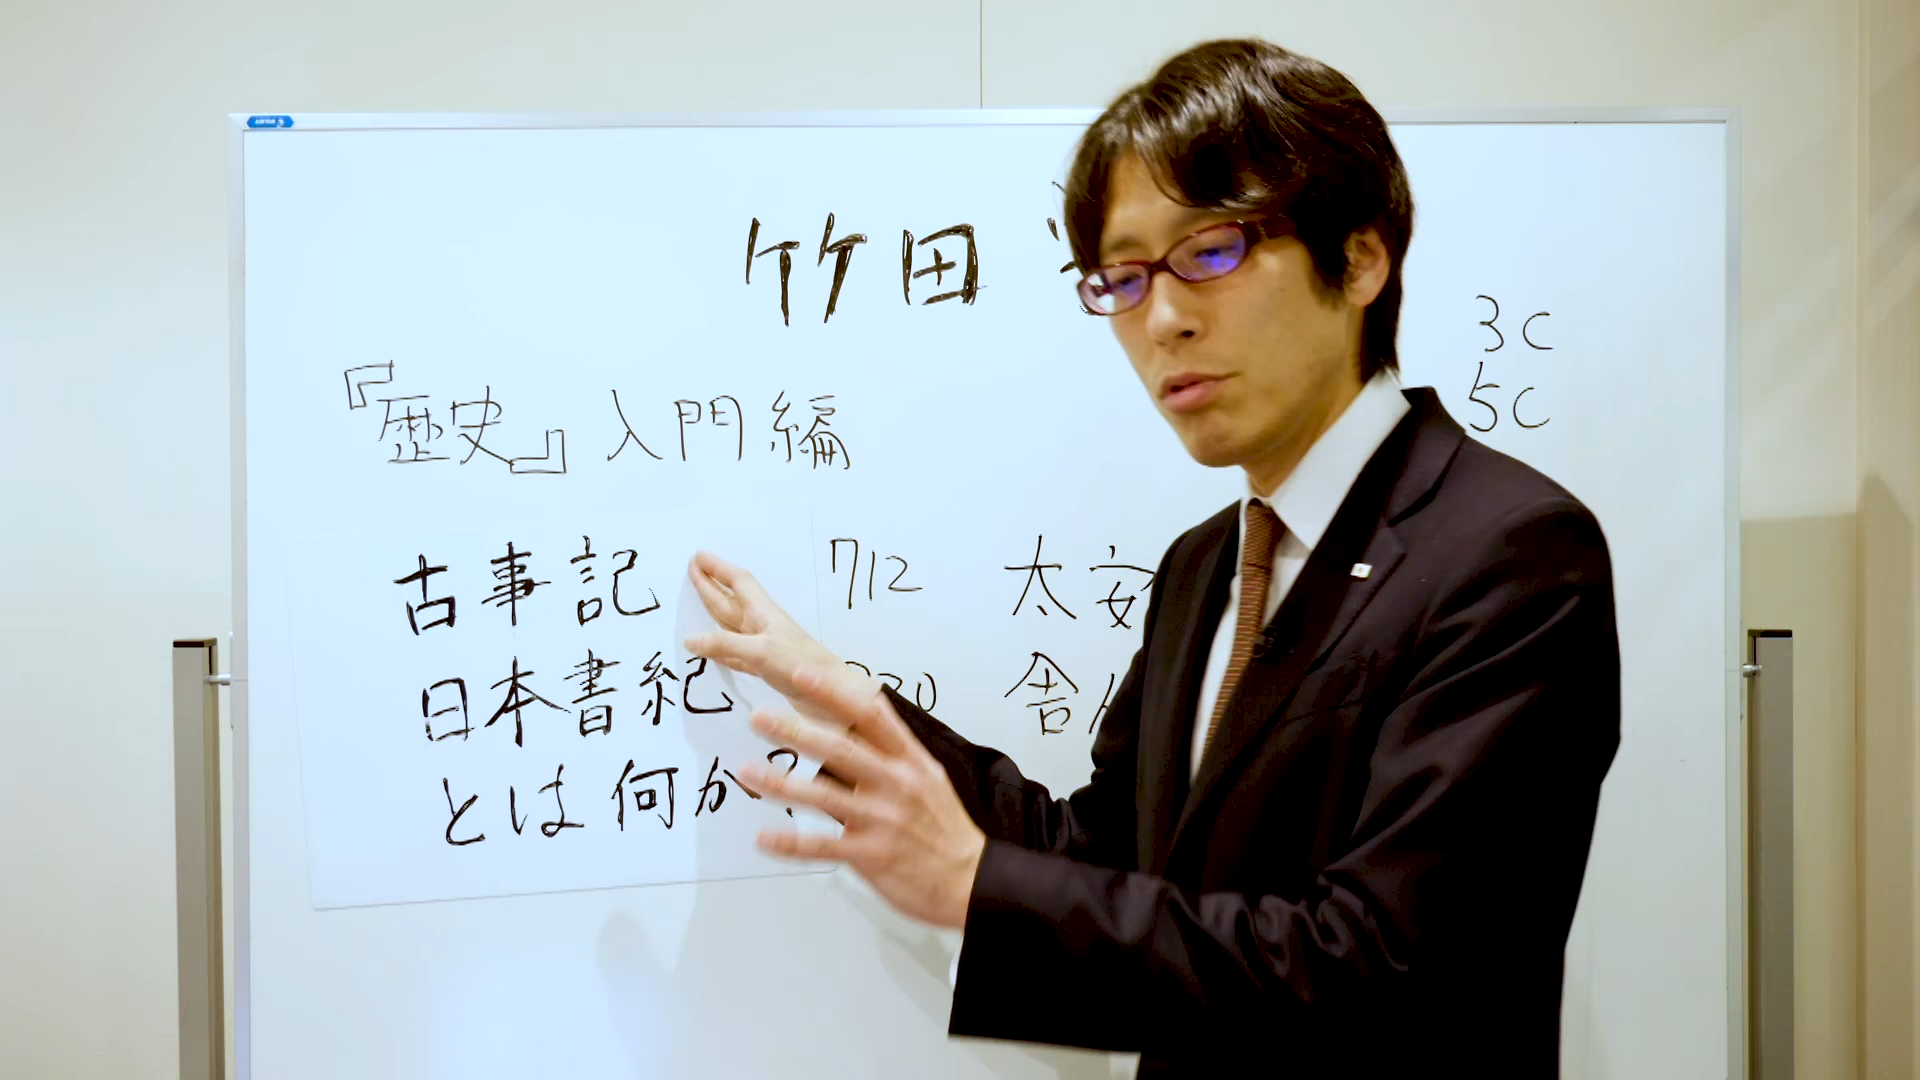 竹田
『歴史』入門編
3C
5C
古事記 712 太安
日本書紀 舎
とは何か?